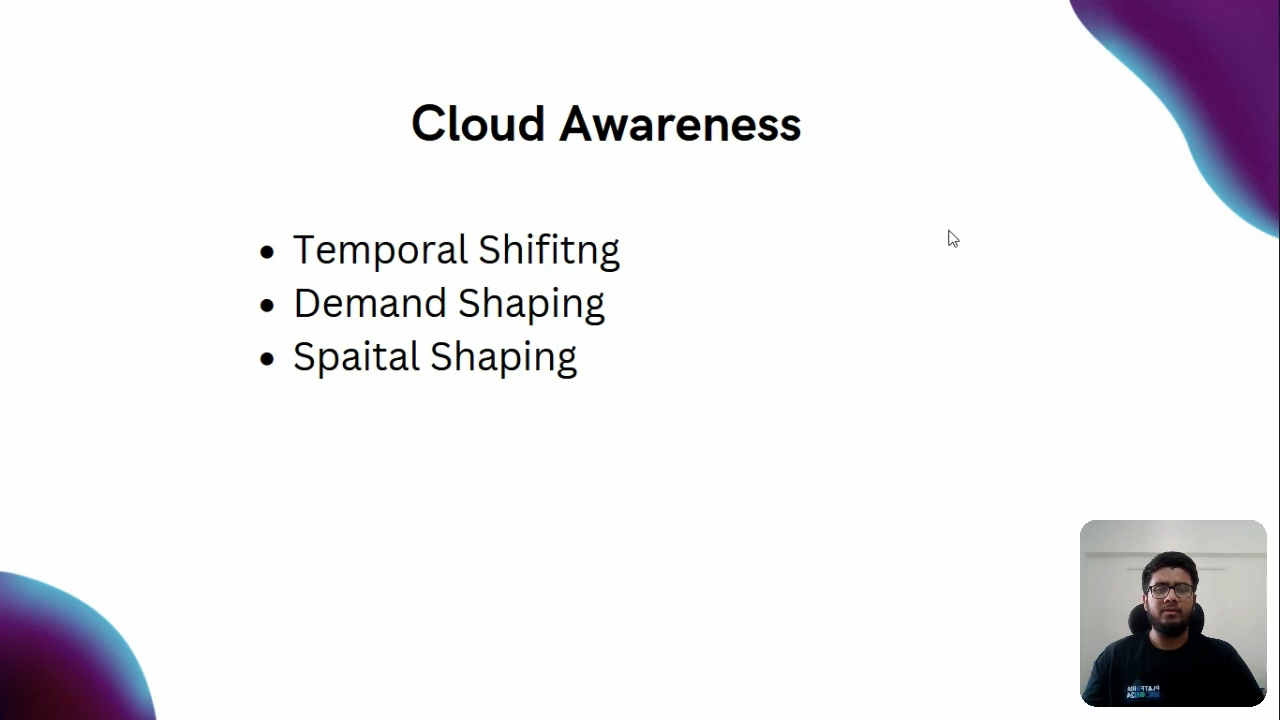 Cloud Awareness
• Temporal Shifitng
• Demand Shaping
• Spaital Shaping